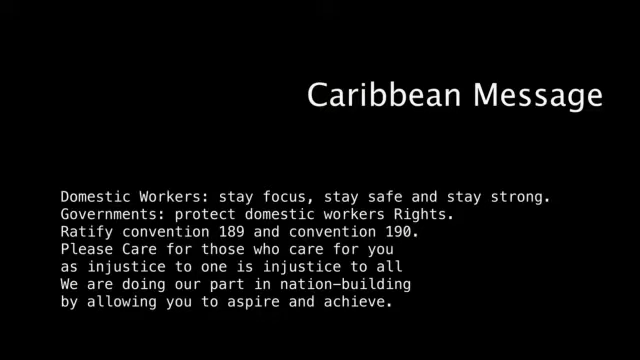 Caribbean Message
Domestic Workers: stay focus, stay safe and stay strong.
Governments: protect domestic workers Rights.
Ratify convention 189 and convention 190.
Please Care for those who care for you
as injustice to one is injustice to all
We are doing our part in nation-building
by allowing you to aspire and achieve.